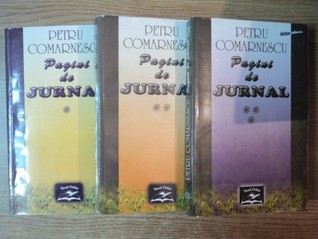 PETRU
COMARNESCU
Pagini
de
JURNAL
*
PETRU
COMARNESCU
Pagini
de
JURNAL
**
PETRU COMARNESCU
PETRU
COMARNESCU
Pagini
de
JURNAL
***